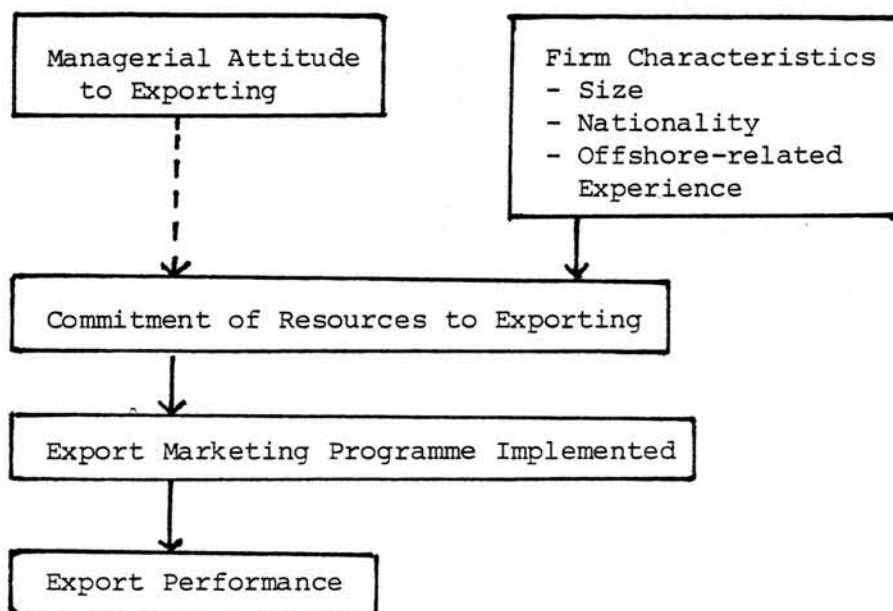 Managerial Attitude
to Exporting
Firm Characteristics
- Size
- Nationality
- Offshore-related
Experience
Commitment of Resources to Exporting
Export Marketing Programme Implemented
Export Performance